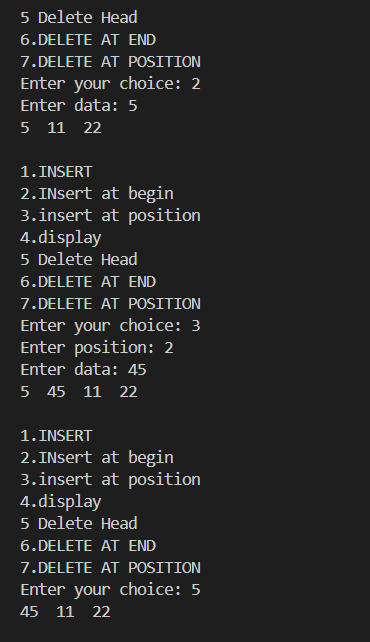 5 Delete Head
6.DELETE AT END
7.DELETE AT POSITION
Enter your choice: 2
Enter data: 5
5  11  22

1.INSERT
2.INsert at begin
3.insert at position
4.display
5 Delete Head
6.DELETE AT END
7.DELETE AT POSITION
Enter your choice: 3
Enter position: 2
Enter data: 45
5  45  11  22

1.INSERT
2.INsert at begin
3.insert at position
4.display
5 Delete Head
6.DELETE AT END
7.DELETE AT POSITION
Enter your choice: 5
45  11  22